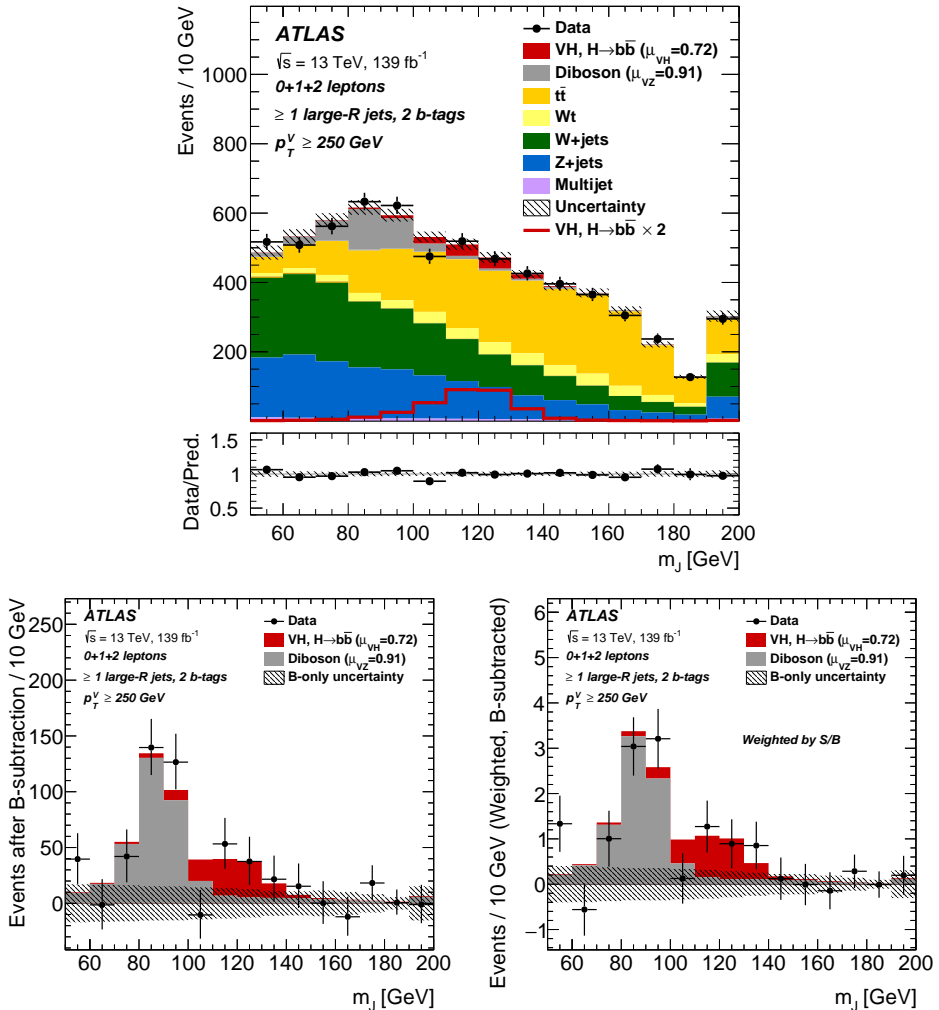 ATLAS
√s = 13 TeV, 139 fb⁻¹
0+1+2 leptons
≥ 1 large-R jets, 2 b-tags
p_T^V ≥ 250 GeV
Data
VH, H→bb̄ (μ_VH=0.72)
Diboson (μ_VZ=0.91)
tt̄
Wt
W+jets
Z+jets
Multijet
Uncertainty
VH, H→bb̄ × 2
Events / 10 GeV
1000
800
600
400
200
Data/Pred.
1.5
1
0.5
60 80 100 120 140 160 180 200
m_J [GeV]
ATLAS
√s = 13 TeV, 139 fb⁻¹
0+1+2 leptons
≥ 1 large-R jets, 2 b-tags
p_T^V ≥ 250 GeV
Data
VH, H→bb̄ (μ_VH=0.72)
Diboson (μ_VZ=0.91)
B-only uncertainty
Events after B-subtraction / 10 GeV
250
200
150
100
50
0
60 80 100 120 140 160 180 200
m_J [GeV]
ATLAS
√s = 13 TeV, 139 fb⁻¹
0+1+2 leptons
≥ 1 large-R jets, 2 b-tags
p_T^V ≥ 250 GeV
Data
VH, H→bb̄ (μ_VH=0.72)
Diboson (μ_VZ=0.91)
B-only uncertainty
Weighted by S/B
Events / 10 GeV (Weighted, B-subtracted)
6
5
4
3
2
1
0
−1
60 80 100 120 140 160 180 200
m_J [GeV]